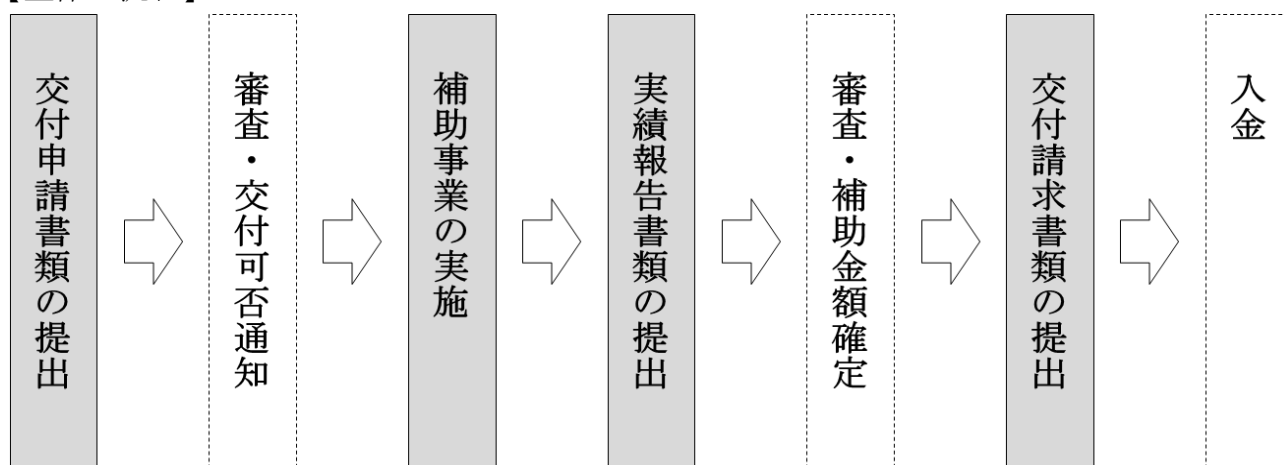 交付申請書類の提出
審査・交付可否通知
補助事業の実施
実績報告書類の提出
審査・補助金額確定
交付請求書類の提出
入金